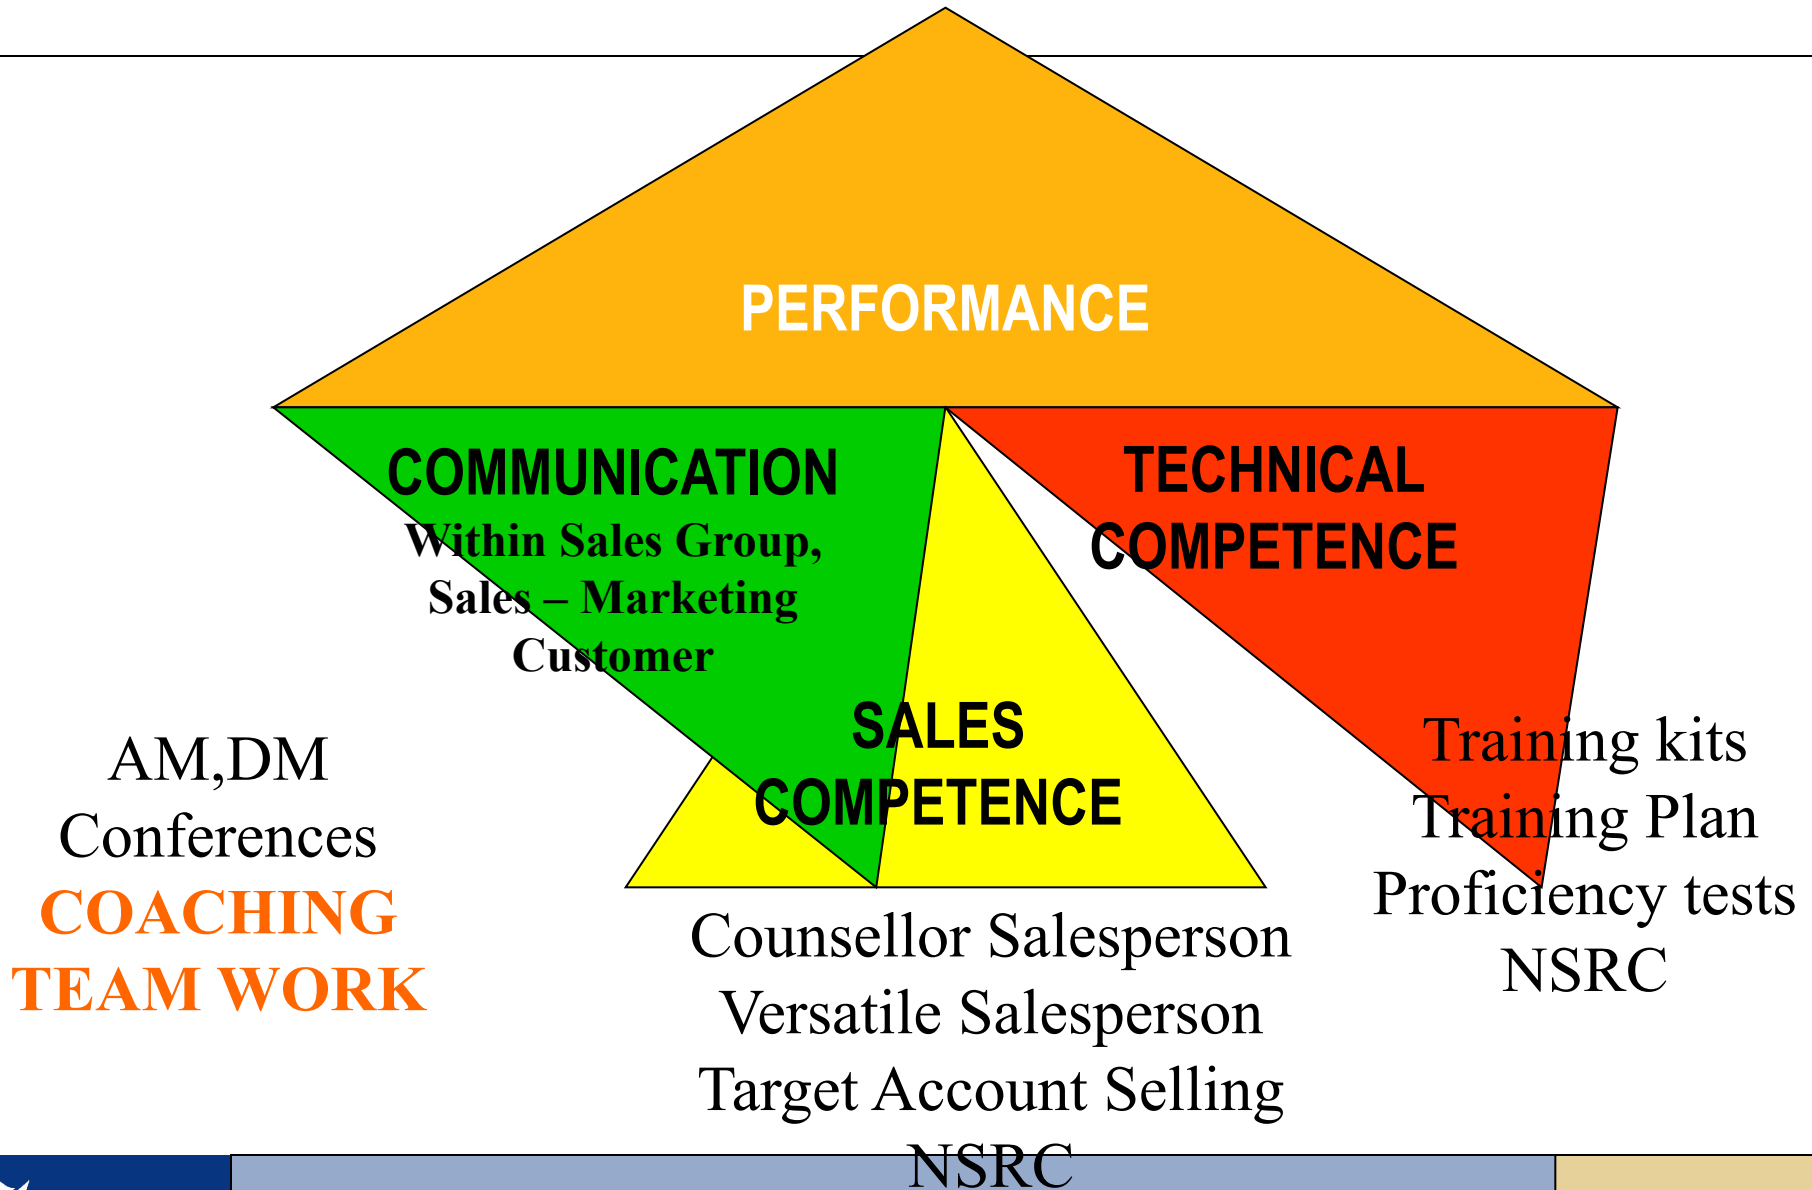 PERFORMANCE
COMMUNICATION
Within Sales Group,
Sales – Marketing
Customer
TECHNICAL
COMPETENCE
SALES
COMPETENCE
AM,DM
Conferences
COACHING
TEAM WORK
Counsellor Salesperson
Versatile Salesperson
Target Account Selling
NSRC
Training kits
Training Plan
Proficiency tests
NSRC